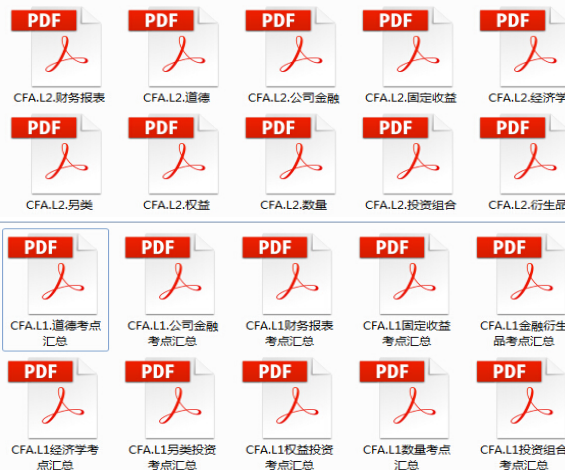 PDF PDF PDF PDF PDF
CFA.L2.财务报表 CFA.L2.道德 CFA.L2.公司金融 CFA.L2.固定收益 CFA.L2.经济学
PDF PDF PDF PDF PDF
CFA.L2.另类 CFA.L2.权益 CFA.L2.数量 CFA.L2.投资组合 CFA.L2.衍生品
PDF PDF PDF PDF PDF
CFA.L1.道德考点 CFA.L1.公司金融 CFA.L1财务报表 CFA.L1固定收益 CFA.L1金融衍生
汇总 考点汇总 考点汇总 考点汇总 品考点汇总
PDF PDF PDF PDF PDF
CFA.L1经济学考 CFA.L1另类投资 CFA.L1权益投资 CFA.L1数量考点 CFA.L1投资组合
点汇总 考点汇总 考点汇总 汇总 考点汇总